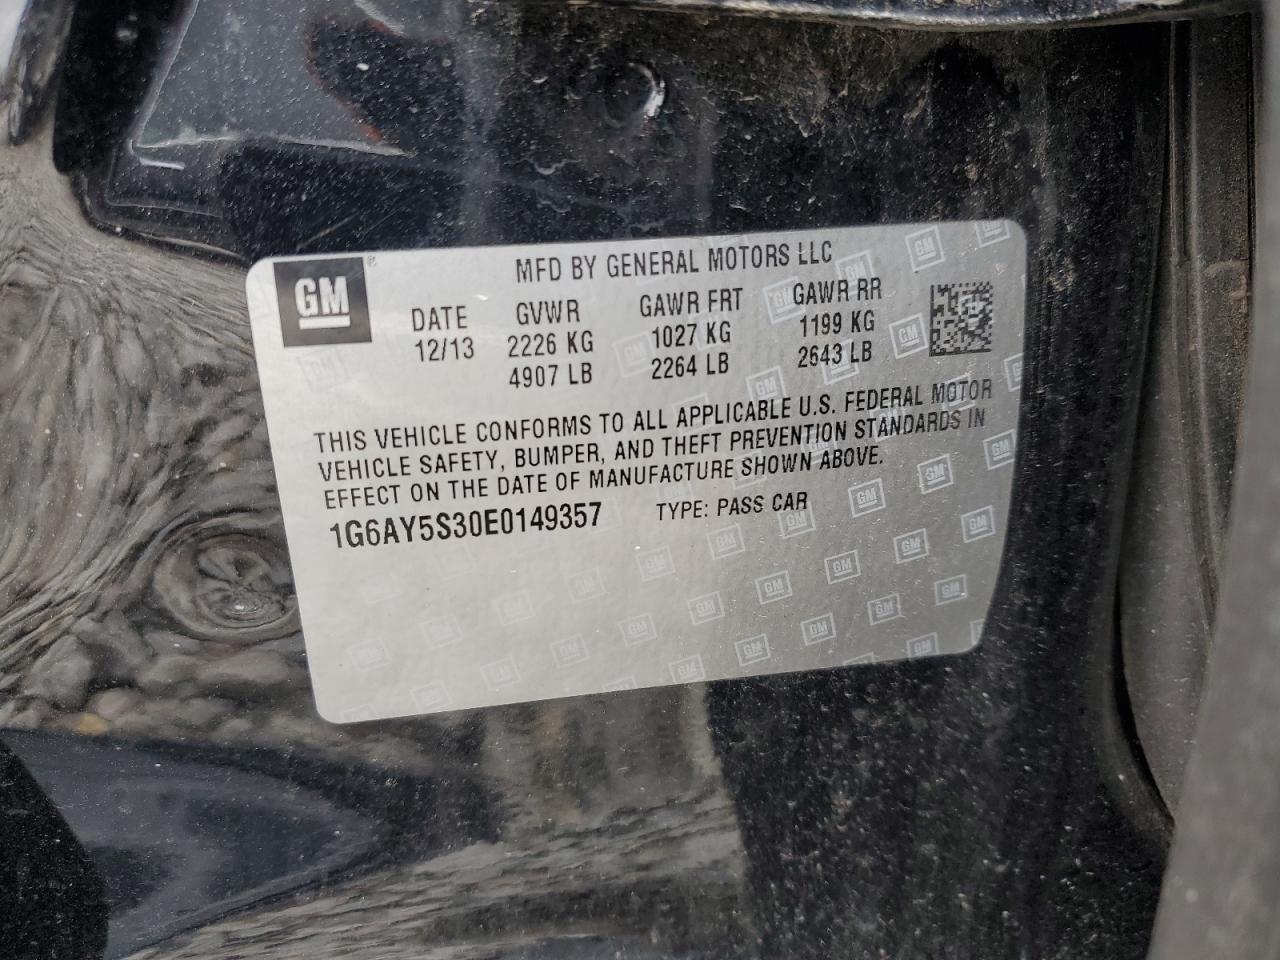 GM
MFD BY GENERAL MOTORS LLC
DATE GVWR GAWR FRT GAWR RR
12/13 2226 KG 1027 KG 1199 KG
4907 LB 2264 LB 2643 LB
THIS VEHICLE CONFORMS TO ALL APPLICABLE U.S. FEDERAL MOTOR
VEHICLE SAFETY, BUMPER, AND THEFT PREVENTION STANDARDS IN
EFFECT ON THE DATE OF MANUFACTURE SHOWN ABOVE.
1G6AY5S30E0149357 TYPE: PASS CAR